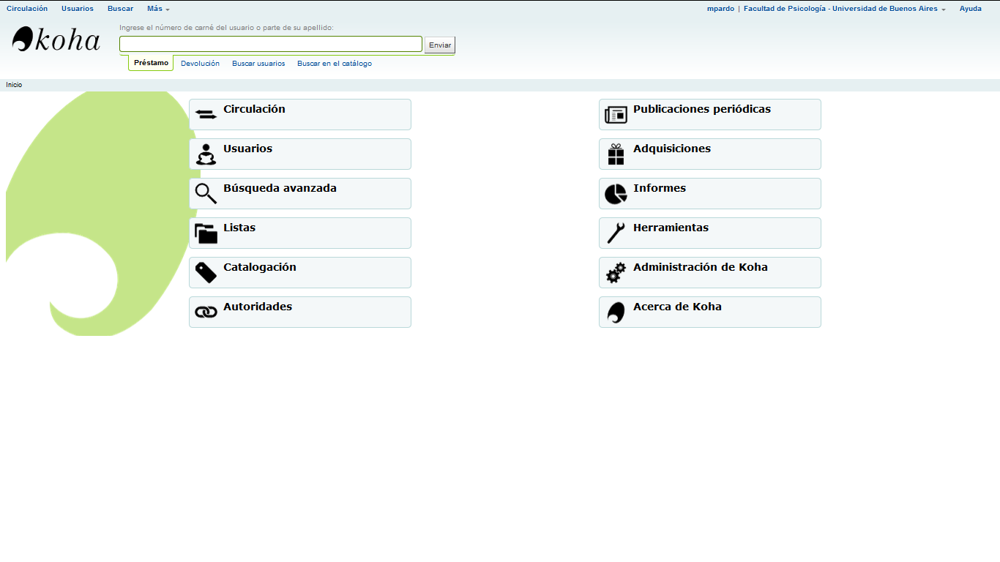 Circulación Usuarios Buscar Más mpardo | Facultad de Psicología - Universidad de Buenos Aires Ayuda
koha
Ingrese el número de carné del usuario o parte de su apellido:
Enviar
Préstamo Devolución Buscar usuarios Buscar en el catálogo
Inicio
Circulación
Usuarios
Búsqueda avanzada
Listas
Catalogación
Autoridades
Publicaciones periódicas
Adquisiciones
Informes
Herramientas
Administración de Koha
Acerca de Koha